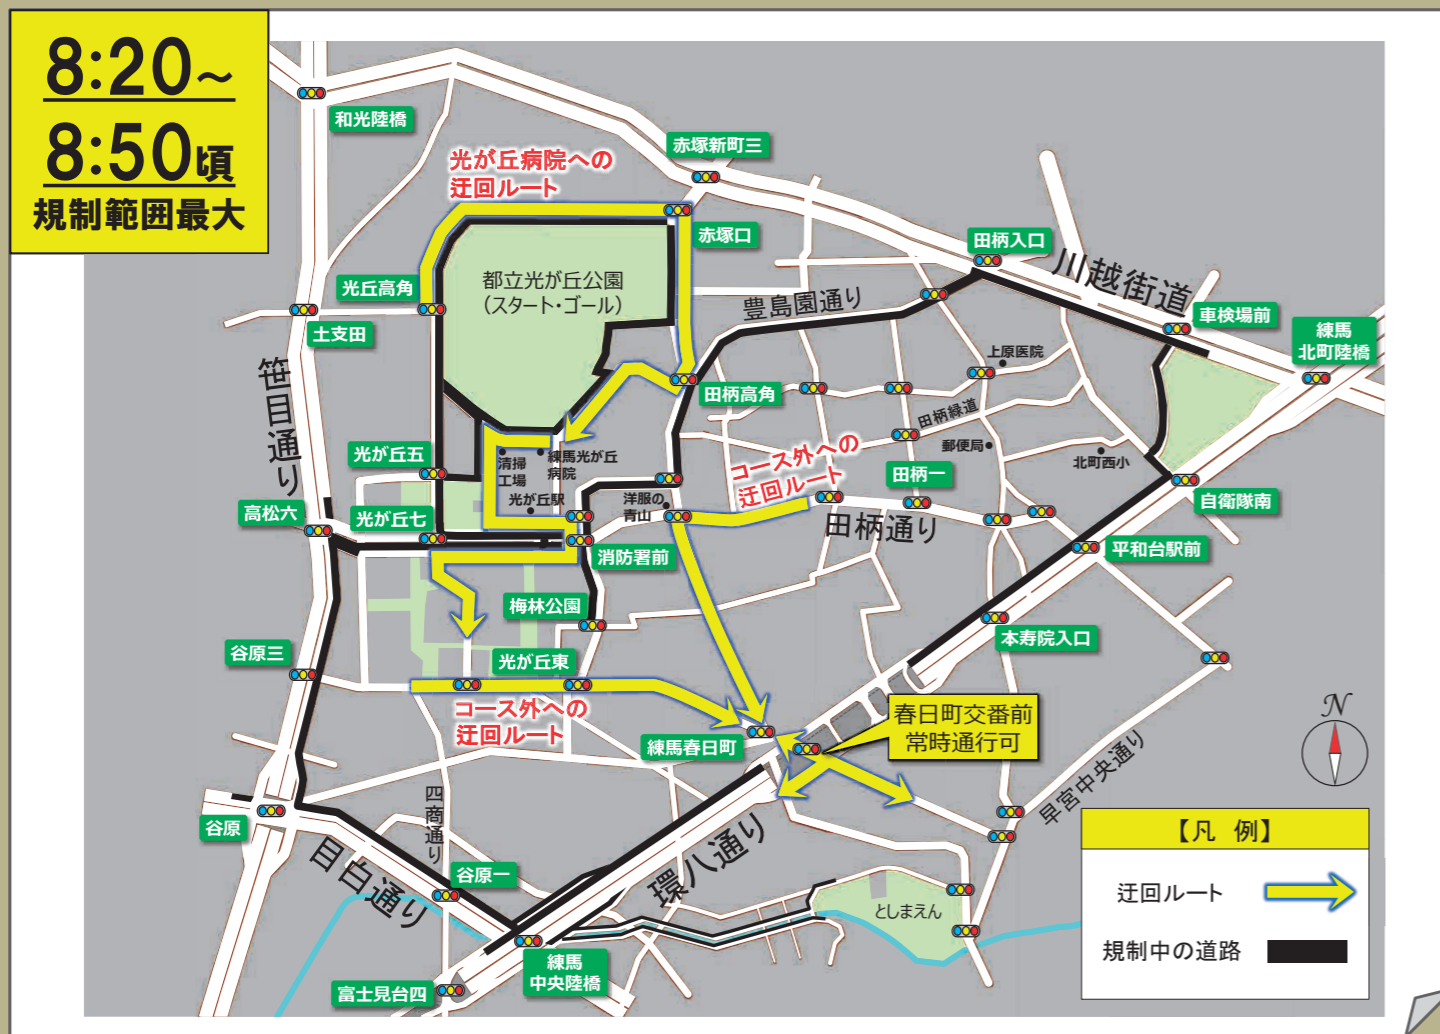 8:20～
8:50頃
規制範囲最大
和光陸橋
光が丘病院への
迂回ルート
赤塚新町三
赤塚口
田柄入口
川越街道
車検場前
練馬
北町陸橋
光丘高角
土支田
都立光が丘公園
（スタート・ゴール）
豊島園通り
上原医院
笹目通り
田柄高角
田柄緑道
郵便局
北町西小
光が丘五
清掃
工場
練馬光が丘
病院
光が丘駅
コース外への
迂回ルート
田柄一
自衛隊南
高松六
光が丘七
洋服の
青山
田柄通り
消防署前
平和台駅前
梅林公園
本寿院入口
谷原三
光が丘東
コース外への
迂回ルート
練馬春日町
春日町交番前
常時通行可
早宮中央通り
N
谷原
四商通り
目白通り
谷原一
環八通り
としまえん
練馬
中央陸橋
富士見台四
【凡 例】
迂回ルート
規制中の道路